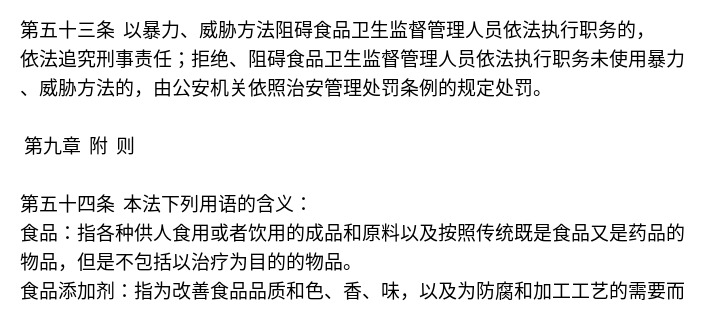 第五十三条 以暴力、威胁方法阻碍食品卫生监督管理人员依法执行职务的，
依法追究刑事责任；拒绝、阻碍食品卫生监督管理人员依法执行职务未使用暴力
、威胁方法的，由公安机关依照治安管理处罚条例的规定处罚。
第九章 附 则
第五十四条 本法下列用语的含义：
食品：指各种供人食用或者饮用的成品和原料以及按照传统既是食品又是药品的
物品，但是不包括以治疗为目的的物品。
食品添加剂：指为改善食品品质和色、香、味，以及为防腐和加工工艺的需要而